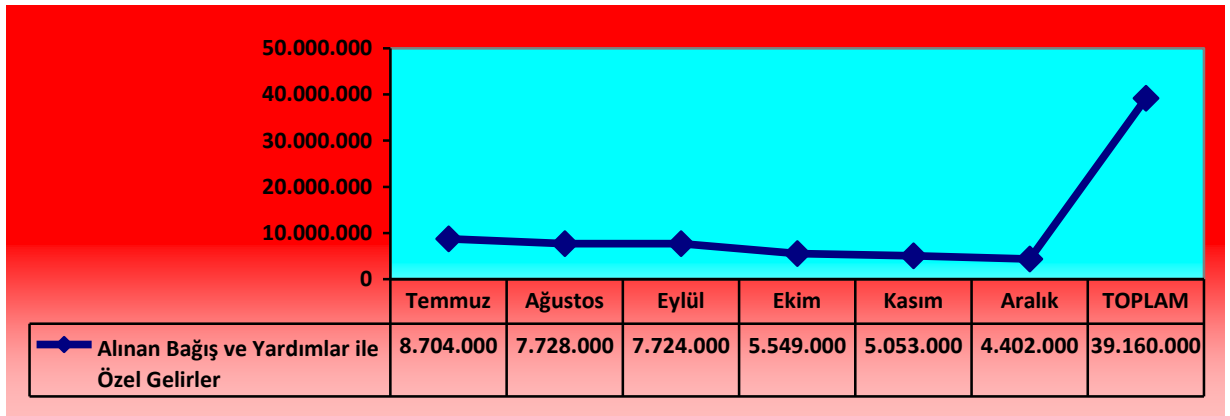 50.000.000
40.000.000
30.000.000
20.000.000
10.000.000
0
Temmuz Ağustos Eylül Ekim Kasım Aralık TOPLAM
Alınan Bağış ve Yardımlar ile
Özel Gelirler
8.704.000 7.728.000 7.724.000 5.549.000 5.053.000 4.402.000 39.160.000